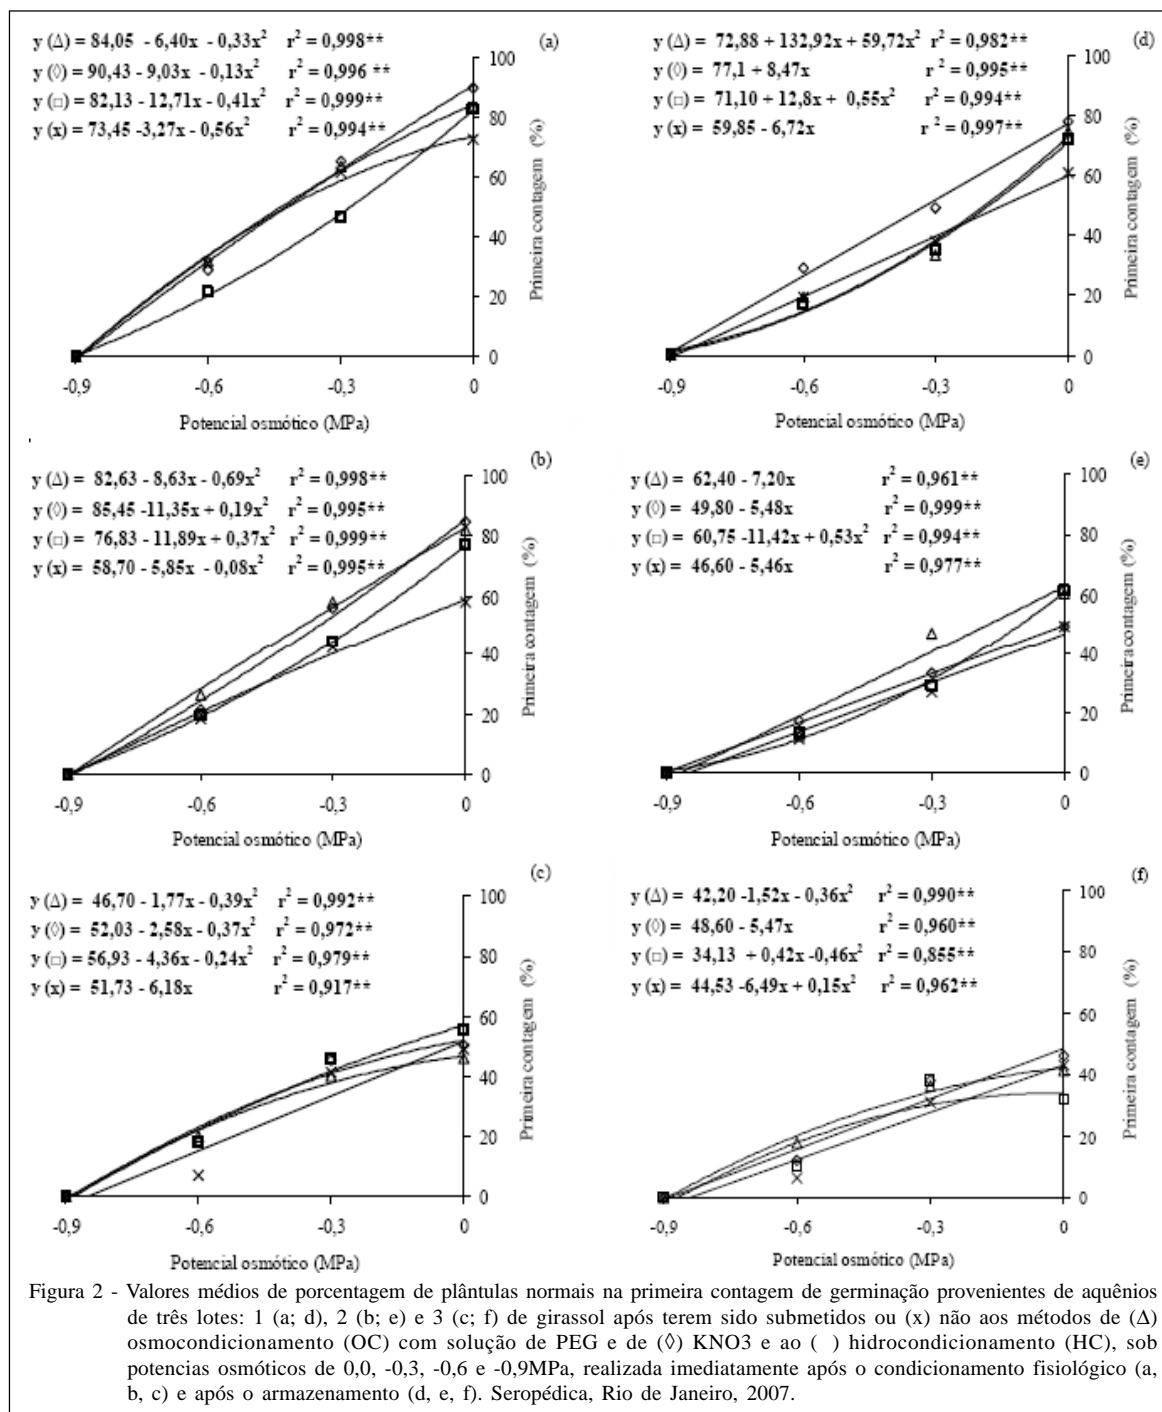 (a)
y (Δ) = 84,05 - 6,40x - 0,33x² r² = 0,998**
y (◊) = 90,43 - 9,03x - 0,13x² r² = 0,996 **
y (□) = 82,13 - 12,71x - 0,41x² r² = 0,999**
y (x) = 73,45 -3,27x - 0,56x² r² = 0,994**
100
80
60
40
20
0
Primeira contagem (%)
-0,9 -0,6 -0,3 0
Potencial osmótico (MPa)
(d)
y (Δ) = 72,88 + 132,92x + 59,72x² r² = 0,982**
y (◊) = 77,1 + 8,47x r² = 0,995**
y (□) = 71,10 + 12,8x + 0,55x² r² = 0,994**
y (x) = 59,85 - 6,72x r ² = 0,997**
100
80
60
40
20
0
Primeira contagem (%)
-0,9 -0,6 -0,3 0
Potencial osmótico (MPa)
(b)
y (Δ) = 82,63 - 8,63x - 0,69x² r² = 0,998**
y (◊) = 85,45 -11,35x + 0,19x² r² = 0,995**
y (□) = 76,83 - 11,89x + 0,37x² r² = 0,999**
y (x) = 58,70 - 5,85x - 0,08x² r² = 0,995**
100
80
60
40
20
0
Primeira contagem (%)
-0,9 -0,6 -0,3 0
Potencial osmótico (MPa)
(e)
y (Δ) = 62,40 - 7,20x r² = 0,961**
y (◊) = 49,80 - 5,48x r² = 0,999**
y (□) = 60,75 -11,42x + 0,53x² r² = 0,994**
y (x) = 46,60 - 5,46x r² = 0,977**
100
80
60
40
20
0
Primeira contagem (%)
-0,9 -0,6 -0,3 0
Potencial osmótico (MPa)
(c)
y (Δ) = 46,70 - 1,77x - 0,39x² r² = 0,992**
y (◊) = 52,03 - 2,58x - 0,37x² r² = 0,972**
y (□) = 56,93 - 4,36x - 0,24x² r² = 0,979**
y (x) = 51,73 - 6,18x r² = 0,917**
100
80
60
40
20
0
Primeira contagem (%)
-0,9 -0,6 -0,3 0
Potencial osmótico (MPa)
(f)
y (Δ) = 42,20 -1,52x - 0,36x² r² = 0,990**
y (◊) = 48,60 - 5,47x r² = 0,960**
y (□) = 34,13 + 0,42x -0,46x² r² = 0,855**
y (x) = 44,53 -6,49x + 0,15x² r² = 0,962**
100
80
60
40
20
0
Primeira contagem (%)
-0,9 -0,6 -0,3 0
Potencial osmótico (MPa)
Figura 2 - Valores médios de porcentagem de plântulas normais na primeira contagem de germinação provenientes de aquênios
de três lotes: 1 (a; d), 2 (b; e) e 3 (c; f) de girassol após terem sido submetidos ou (x) não aos métodos de (Δ)
osmocondicionamento (OC) com solução de PEG e de (◊) KNO3 e ao ( ) hidrocondicionamento (HC), sob
potencias osmóticos de 0,0, -0,3, -0,6 e -0,9MPa, realizada imediatamente após o condicionamento fisiológico (a,
b, c) e após o armazenamento (d, e, f). Seropédica, Rio de Janeiro, 2007.